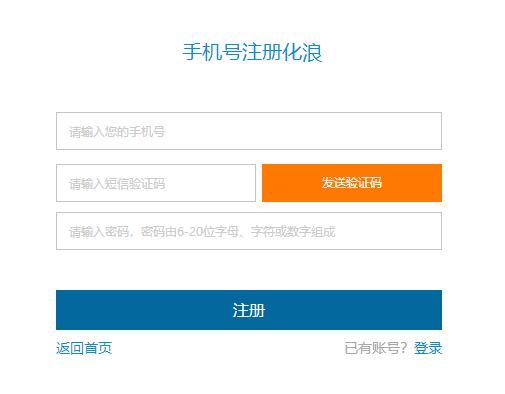 手机号注册化浪
请输入您的手机号
请输入短信验证码
发送验证码
请输入密码，密码由6-20位字母、字符或数字组成
注册
返回首页
已有账号？登录